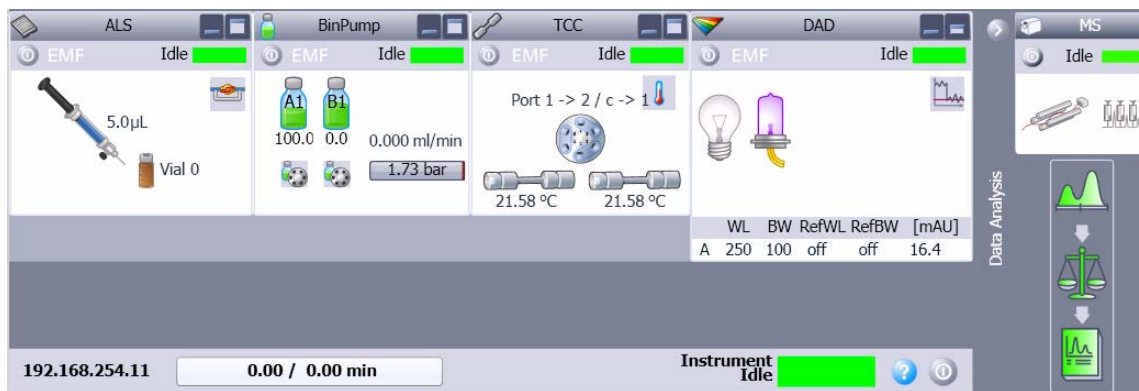 ALS
EMF Idle
5.0µL
Vial 0
BinPump
EMF Idle
A1 B1
100.0 0.0
0.000 ml/min
1.73 bar
TCC
EMF Idle
Port 1 -> 2 / c -> 1
21.58 ºC 21.58 ºC
DAD
EMF Idle
WL BW RefWL RefBW [mAU]
A 250 100 off off 16.4
Data Analysis
MS
Idle
192.168.254.11
0.00 / 0.00 min
Instrument
Idle